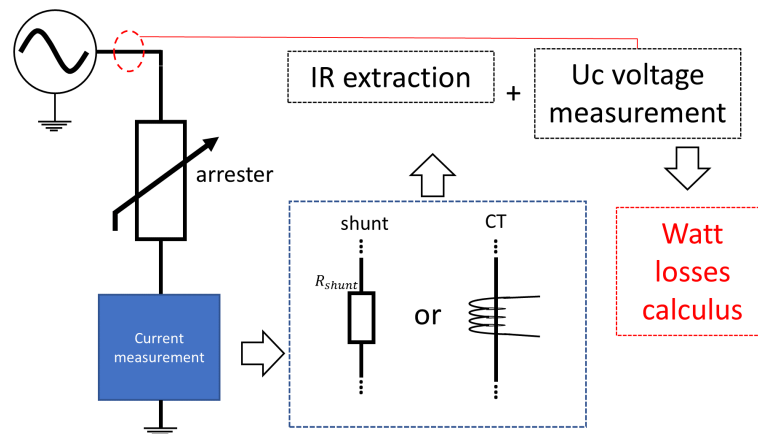 IR extraction
+
Uc voltage
measurement
arrester
shunt
CT
Watt
losses
calculus
R_shunt
or
Current
measurement